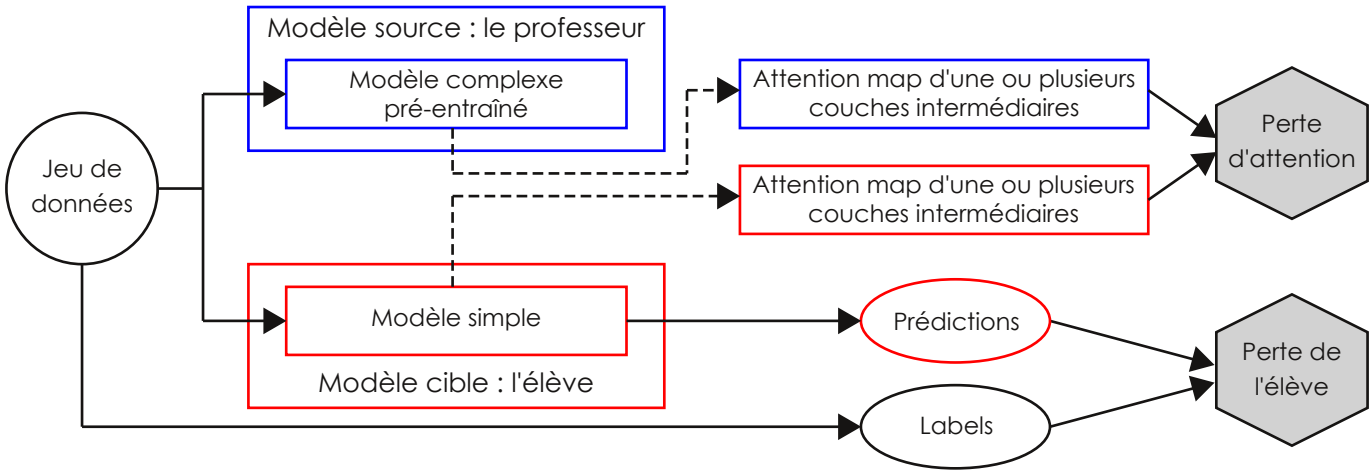 Modèle source : le professeur
Modèle complexe
pré-entraîné
Attention map d'une ou plusieurs
couches intermédiaires
Perte
d'attention
Jeu de
données
Attention map d'une ou plusieurs
couches intermédiaires
Modèle simple
Modèle cible : l'élève
Prédictions
Perte de
l'élève
Labels